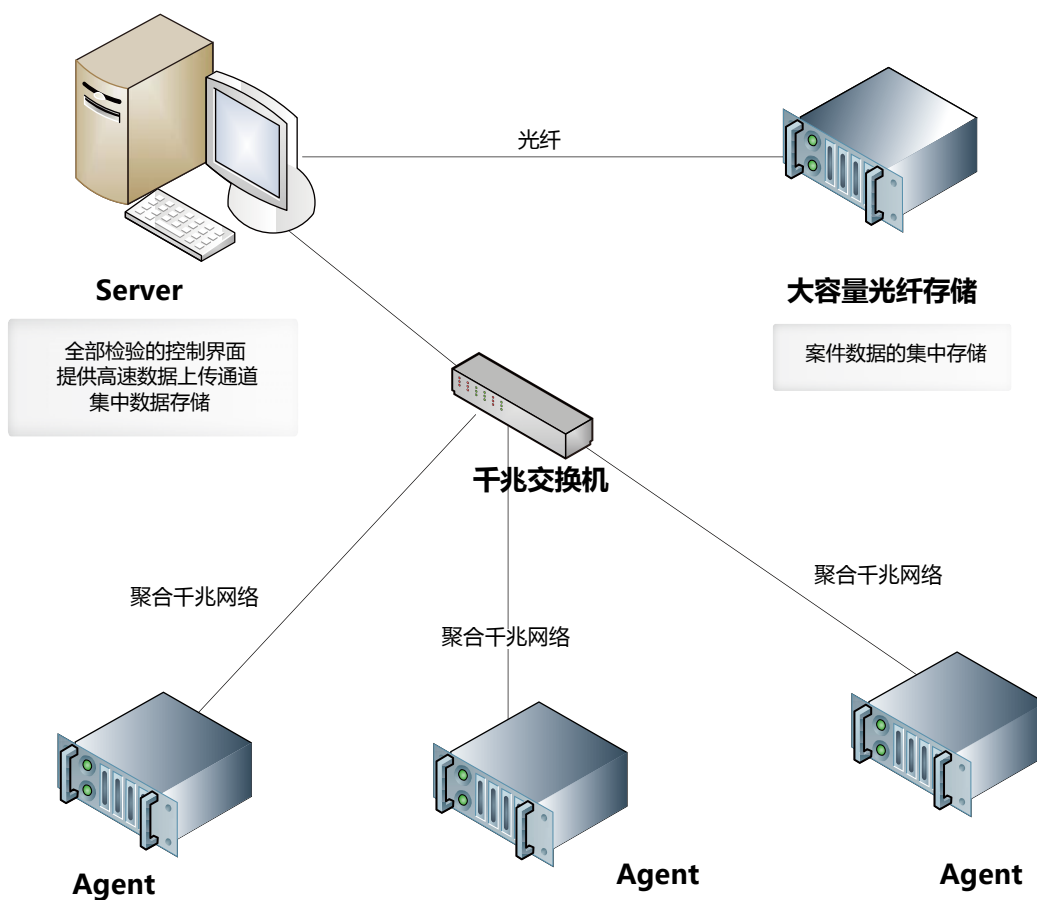 光纤
Server
大容量光纤存储
全部检验的控制界面
提供高速数据上传通道
集中数据存储
案件数据的集中存储
千兆交换机
聚合千兆网络
聚合千兆网络
聚合千兆网络
Agent
Agent
Agent